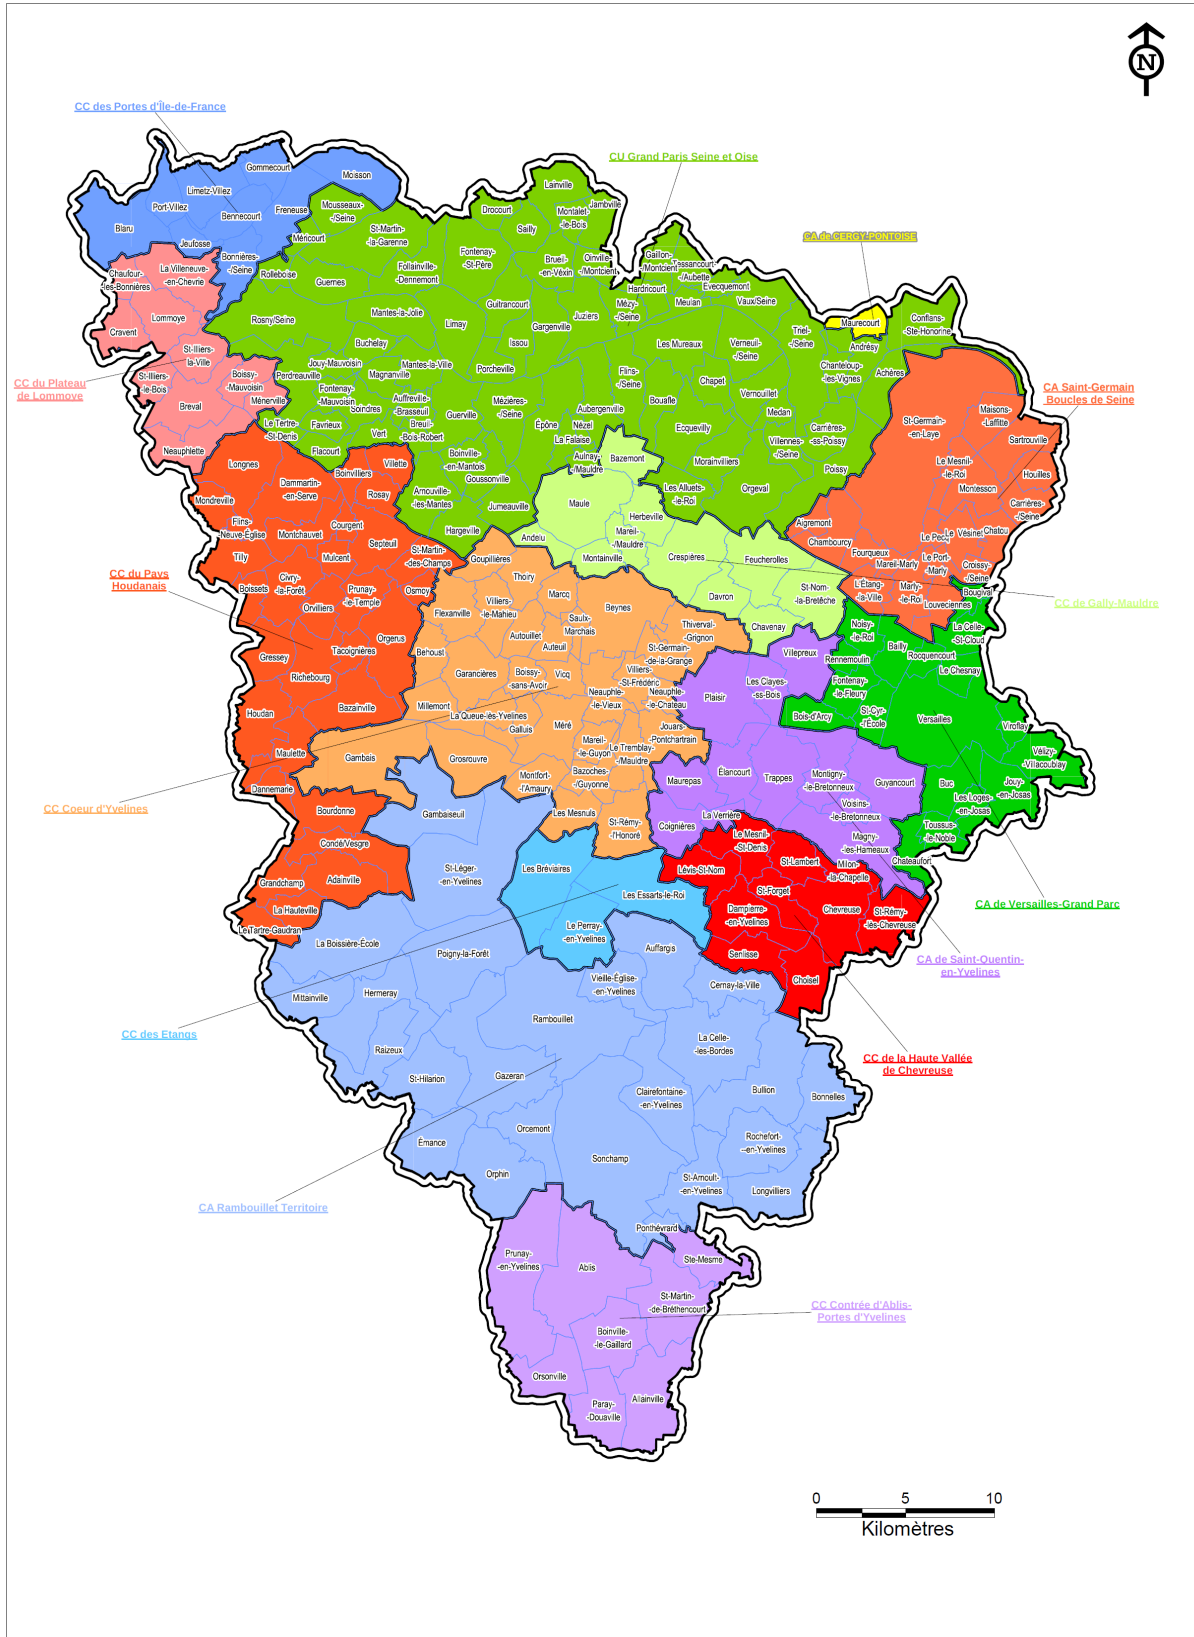 N
CC des Portes d'Île-de-France
CU Grand Paris Seine et Oise
CA de CERGY-PONTOISE
CC du Plateau
de Lommoye
CA Saint-Germain
Boucles de Seine
CC du Pays
Houdanais
CC de Gally-Mauldre
CC Coeur d'Yvelines
CA de Versailles-Grand Parc
CA de Saint-Quentin-
en-Yvelines
CC des Etangs
CC de la Haute Vallée
de Chevreuse
CA Rambouillet Territoire
CC Contrée d'Ablis-
Portes d'Yvelines
Gommecourt
Moisson
Limetz-Villez
Port-Villez
Bennecourt
Freneuse
Blaru
Jeufosse
Bonnières-
-/Seine
Chaufour-
-les-Bonnières
La Villeneuve-
-en-Chevrie
Lommoye
Cravent
St-Illiers-
-la-Ville
St-Illiers-
-le-Bois
Boissy-
-Mauvoisin
Ménerville
Breval
Neauphlette
Lainville
Jambville
Montalet-
-le-Bois
Drocourt
Sailly
Mousseaux-
-/Seine
St-Martin-
-la-Garenne
Méricourt
Fontenay-
-St-Père
Brueil-
-en-Véxin
Oinville-
-/Montcient
Gaillon-
-/Montcient
Tessancourt-
-/Aubette
Evecquemont
Rolleboise
Guernes
Follainville-
-Dennemont
Hardricourt
Meulan
Vaux/Seine
Mézy-
-/Seine
Guitrancourt
Juziers
Gargenville
Rosny/Seine
Mantes-la-Jolie
Limay
Issou
Les Mureaux
Verneuil-
-/Seine
Triel-
-/Seine
Maurecourt
Conflans-
-Ste-Honorine
Andrésy
Chanteloup-
-les-Vignes
Achères
Buchelay
Jouy-Mauvoisin
Perdreauville
Magnanville
Mantes-la-Ville
Porcheville
Flins-
-/Seine
Chapet
Vernouillet
Bouafle
Fontenay-
-Mauvoisin
Soindres
Auffreville-
-Brasseuil
Guerville
Mézières-
-/Seine
Aubergenville
Medan
Le Tertre-
-St-Denis
Favrieux
Vert
Breuil-
-Bois-Robert
Épône
Nézel
La Falaise
Ecquevilly
Villennes-
-/Seine
Carrières-
-ss-Poissy
Flacourt
Boinville-
-en-Mantois
Aulnay-
-/Mauldre
Bazemont
Morainvilliers
Poissy
Goussonville
Arnouville-
-les-Mantes
Jumeauville
Les Alluets-
-le-Roi
Orgeval
Hargeville
Maisons-
-Laffitte
St-Germain-
-en-Laye
Sartrouville
Le Mesnil-
-le-Roi
Houilles
Montesson
Carrières-
-/Seine
Aigremont
Chambourcy
Le Pecq
Le Vésinet
Chatou
Fourqueux
Mareil-Marly
Le Port-
-Marly
Croissy-
-/Seine
L'Étang-
-la-Ville
Marly-
-le-Roi
Louveciennes
Bougival
Longnes
Villette
Boinvilliers
Dammartin-
-en-Serve
Rosay
Mondreville
Flins-
-Neuve-Église
Courgent
Montchauvet
Septeuil
St-Martin-
-des-Champs
Tilly
Mulcent
Boissets
Civry-
-la-Forêt
Prunay-
-le-Temple
Osmoy
Orvilliers
Orgerus
Tacoignières
Gressey
Richebourg
Houdan
Bazainville
Maulette
Dannemarie
Bourdonne
Condé/Vesgre
Grandchamp
Adainville
La Hauteville
Le Tartre-Gaudran
Maule
Herbeville
Mareil-
-/Mauldre
Andelu
Montainville
Crespières
Feucherolles
Davron
St-Nom-
-la-Bretêche
Chavenay
Goupillères
Thoiry
Marcq
Beynes
Villiers-
-le-Mahieu
Saulx-
-Marchais
Flexanville
Autouillet
Auteuil
Thiverval-
-Grignon
St-Germain-
-de-la-Grange
Behoust
Garancières
Boissy-
-sans-Avoir
Vicq
Villiers-
-St-Frédéric
Neauphle-
-le-Vieux
Neauphle-
-le-Chateau
Millemont
La Queue-lès-Yvelines
Galluis
Méré
Jouars-
-Pontchartrain
Mareil-
-le-Guyon
Le Tremblay-
-/Mauldre
Gambais
Grosrouvre
Montfort-
-l'Amaury
Bazoches-
-/Guyonne
Les Mesnuls
St-Rémy-
-l'Honoré
Villepreux
Plaisir
Les Clayes-
-ss-Bois
Maurepas
Élancourt
Trappes
Montigny-
-le-Bretonneux
Guyancourt
Voisins-
-le-Bretonneux
Coignières
La Verrière
Magny-
-les-Hameaux
Noisy-
-le-Roi
Bailly
La Celle-
-St-Cloud
Rennemoulin
Rocquencourt
Le Chesnay
Fontenay-
-le-Fleury
Bois-d'Arcy
St-Cyr-
-l'École
Versailles
Viroflay
Vélizy-
-Villacoublay
Buc
Jouy-
-en-Josas
Les Loges-
-en-Josas
Toussus-
-le-Noble
Chateaufort
Le Mesnil-
-St-Denis
Lévis-St-Nom
St-Lambert
Milon-
-la-Chapelle
St-Forget
Dampierre-
-en-Yvelines
Chevreuse
St-Rémy-
-lès-Chevreuse
Senlisse
Choisel
Les Bréviaires
Les Essarts-le-Roi
Le Perray-
-en-Yvelines
Gambaiseuil
St-Léger-
-en-Yvelines
La Boissière-École
Poigny-la-Forêt
Auffargis
Vieille-Église-
-en-Yvelines
Cernay-la-Ville
Mittainville
Hermeray
Rambouillet
La Celle-
-les-Bordes
Raizeux
St-Hilarion
Gazeran
Clairefontaine-
-en-Yvelines
Bullion
Bonnelles
Émance
Orcemont
Rochefort-
-en-Yvelines
Orphin
Sonchamp
St-Arnoult-
-en-Yvelines
Longvilliers
Ponthévrard
Prunay-
-en-Yvelines
Ablis
Ste-Mesme
St-Martin-
-de-Bréthencourt
Boinville-
-le-Gaillard
Orsonville
Paray-
-Douaville
Allainville
0 5 10
Kilomètres